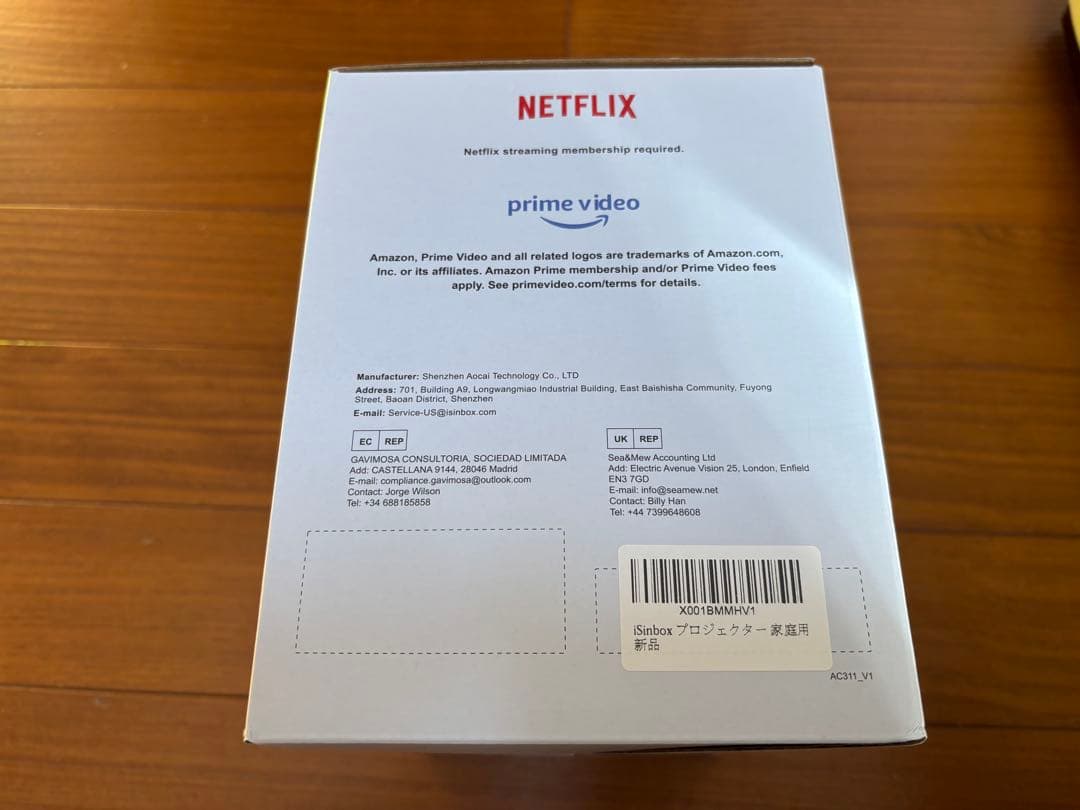 NETFLIX
Netflix streaming membership required.
prime video
Amazon, Prime Video and all related logos are trademarks of Amazon.com,
Inc. or its affiliates. Amazon Prime membership and/or Prime Video fees
apply. See primevideo.com/terms for details.
Manufacturer: Shenzhen Aocai Technology Co., LTD
Address: 701, Building A9, Longwangmiao Industrial Building, East Baishisha Community, Fuyong
Street, Baoan District, Shenzhen
E-mail: Service-US@isinbox.com
EC REP
GAVIMOSA CONSULTORIA, SOCIEDAD LIMITADA
Add: CASTELLANA 9144, 28046 Madrid
E-mail: compliance.gavimosa@outlook.com
Contact: Jorge Wilson
Tel: +34 688185858
UK REP
Sea&Mew Accounting Ltd
Add: Electric Avenue Vision 25, London, Enfield
EN3 7GD
E-mail: info@seamew.net
Contact: Billy Han
Tel: +44 7399648608
X001BMMHV1
iSinbox プロジェクター 家庭用
新品
AC311_V1